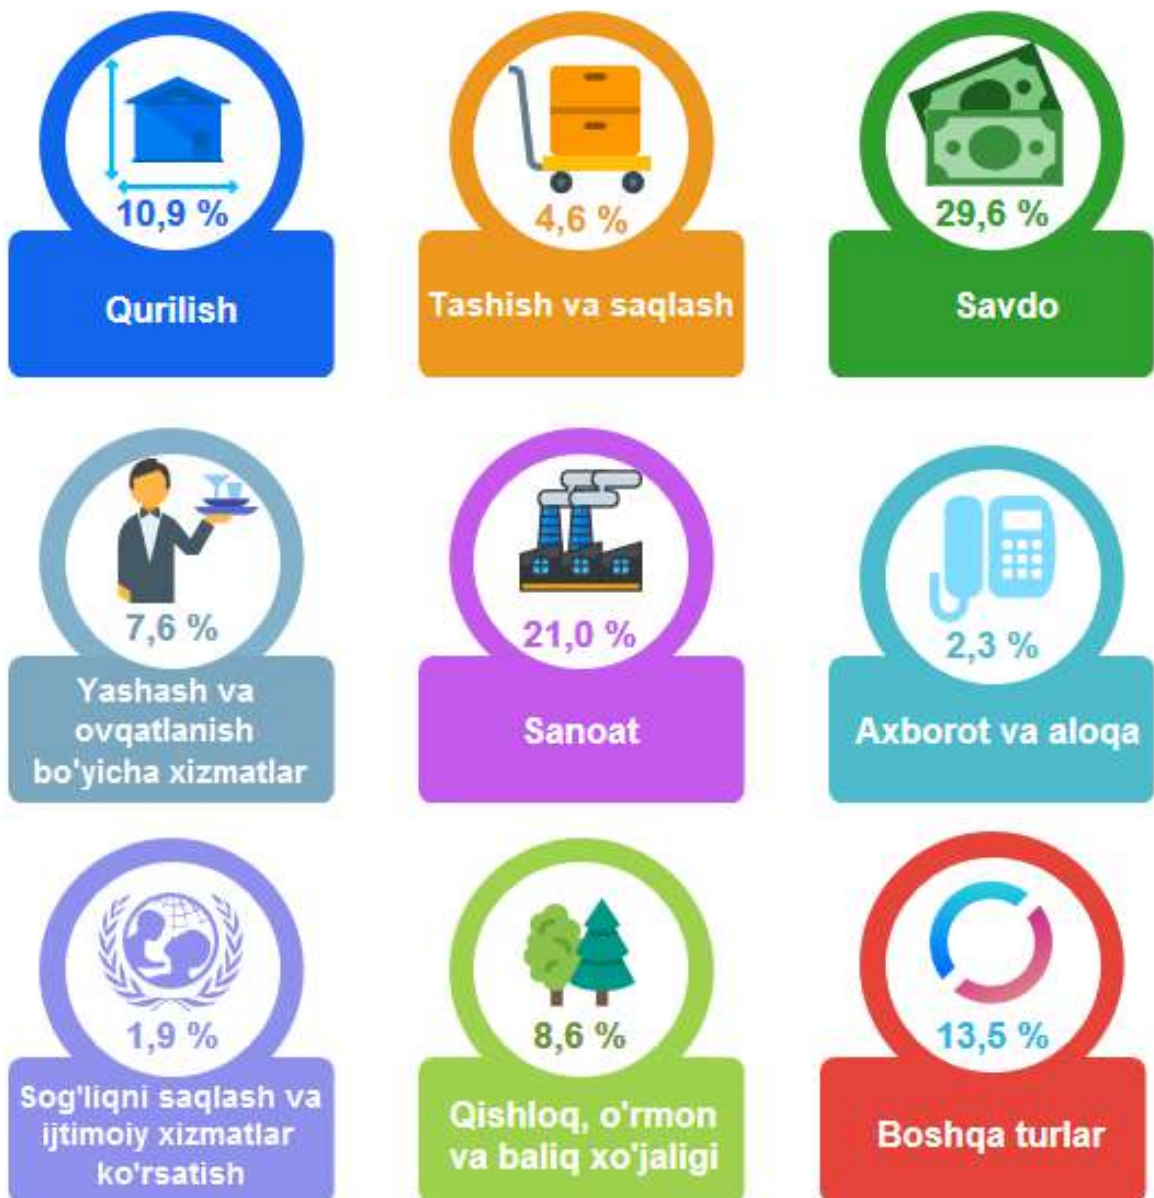 10,9 %
Qurilish
4,6 %
Tashish va saqlash
29,6 %
Savdo
7,6 %
Yashash va
ovqatlanish
bo'yicha xizmatlar
21,0 %
Sanoat
2,3 %
Axborot va aloqa
1,9 %
Sog'liqni saqlash va
ijtimoiy xizmatlar
ko'rsatish
8,6 %
Qishloq, o'rmon
va baliq xo'jaligi
13,5 %
Boshqa turlar